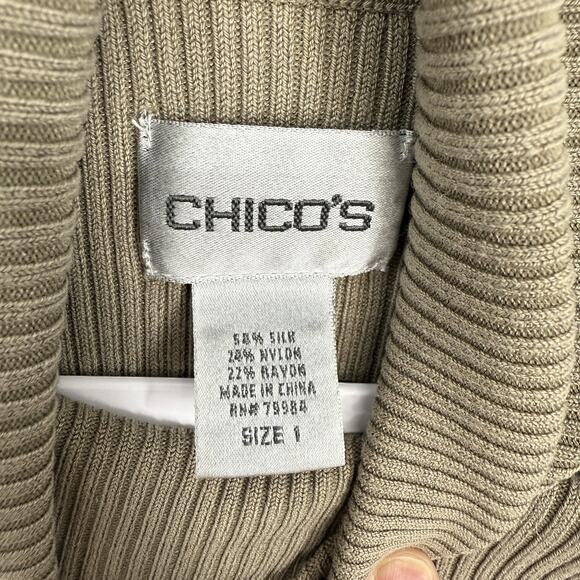 CHICO'S
54% SILK
24% NYLON
22% RAYON
MADE IN CHINA
RN# 79984
SIZE 1